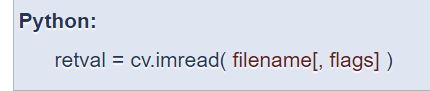 Python:
retval = cv.imread( filename[, flags] )